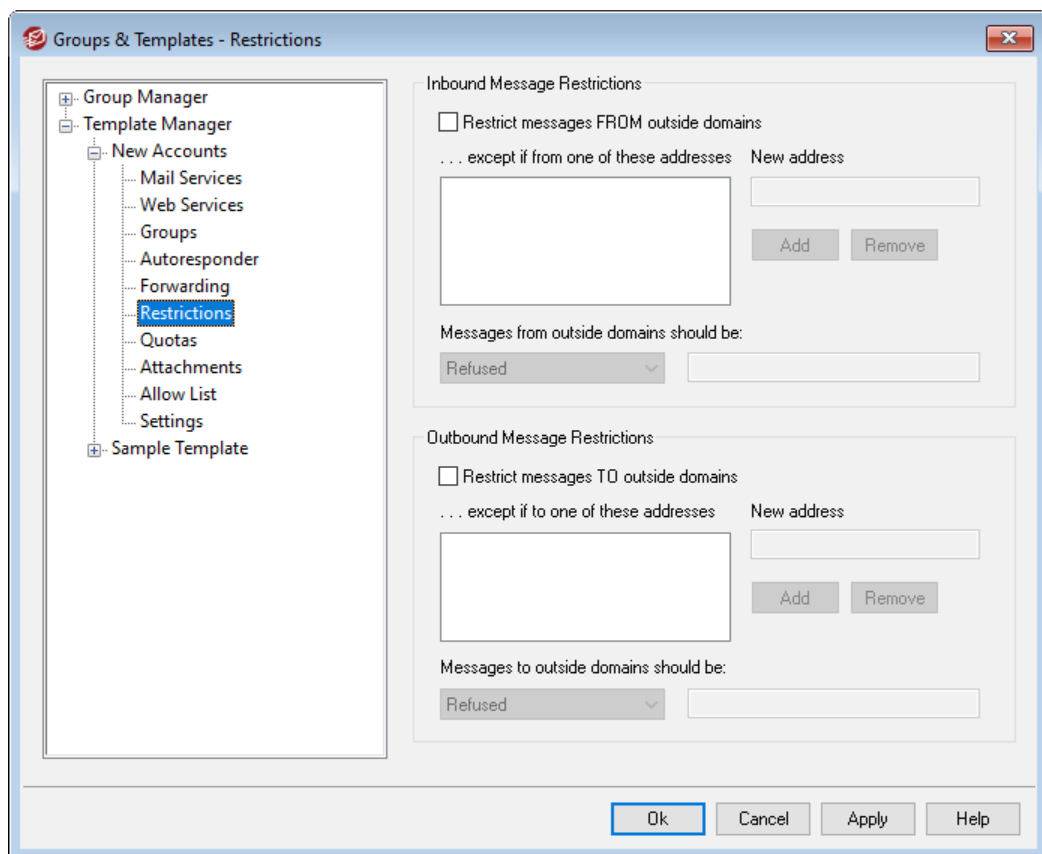 Groups & Templates - Restrictions
Group Manager
Template Manager
New Accounts
Mail Services
Web Services
Groups
Autoresponder
Forwarding
Restrictions
Quotas
Attachments
Allow List
Settings
Sample Template
Inbound Message Restrictions
Restrict messages FROM outside domains
. . . except if from one of these addresses
New address
Add
Remove
Messages from outside domains should be:
Refused
Outbound Message Restrictions
Restrict messages TO outside domains
. . . except if to one of these addresses
New address
Add
Remove
Messages to outside domains should be:
Refused
Ok
Cancel
Apply
Help